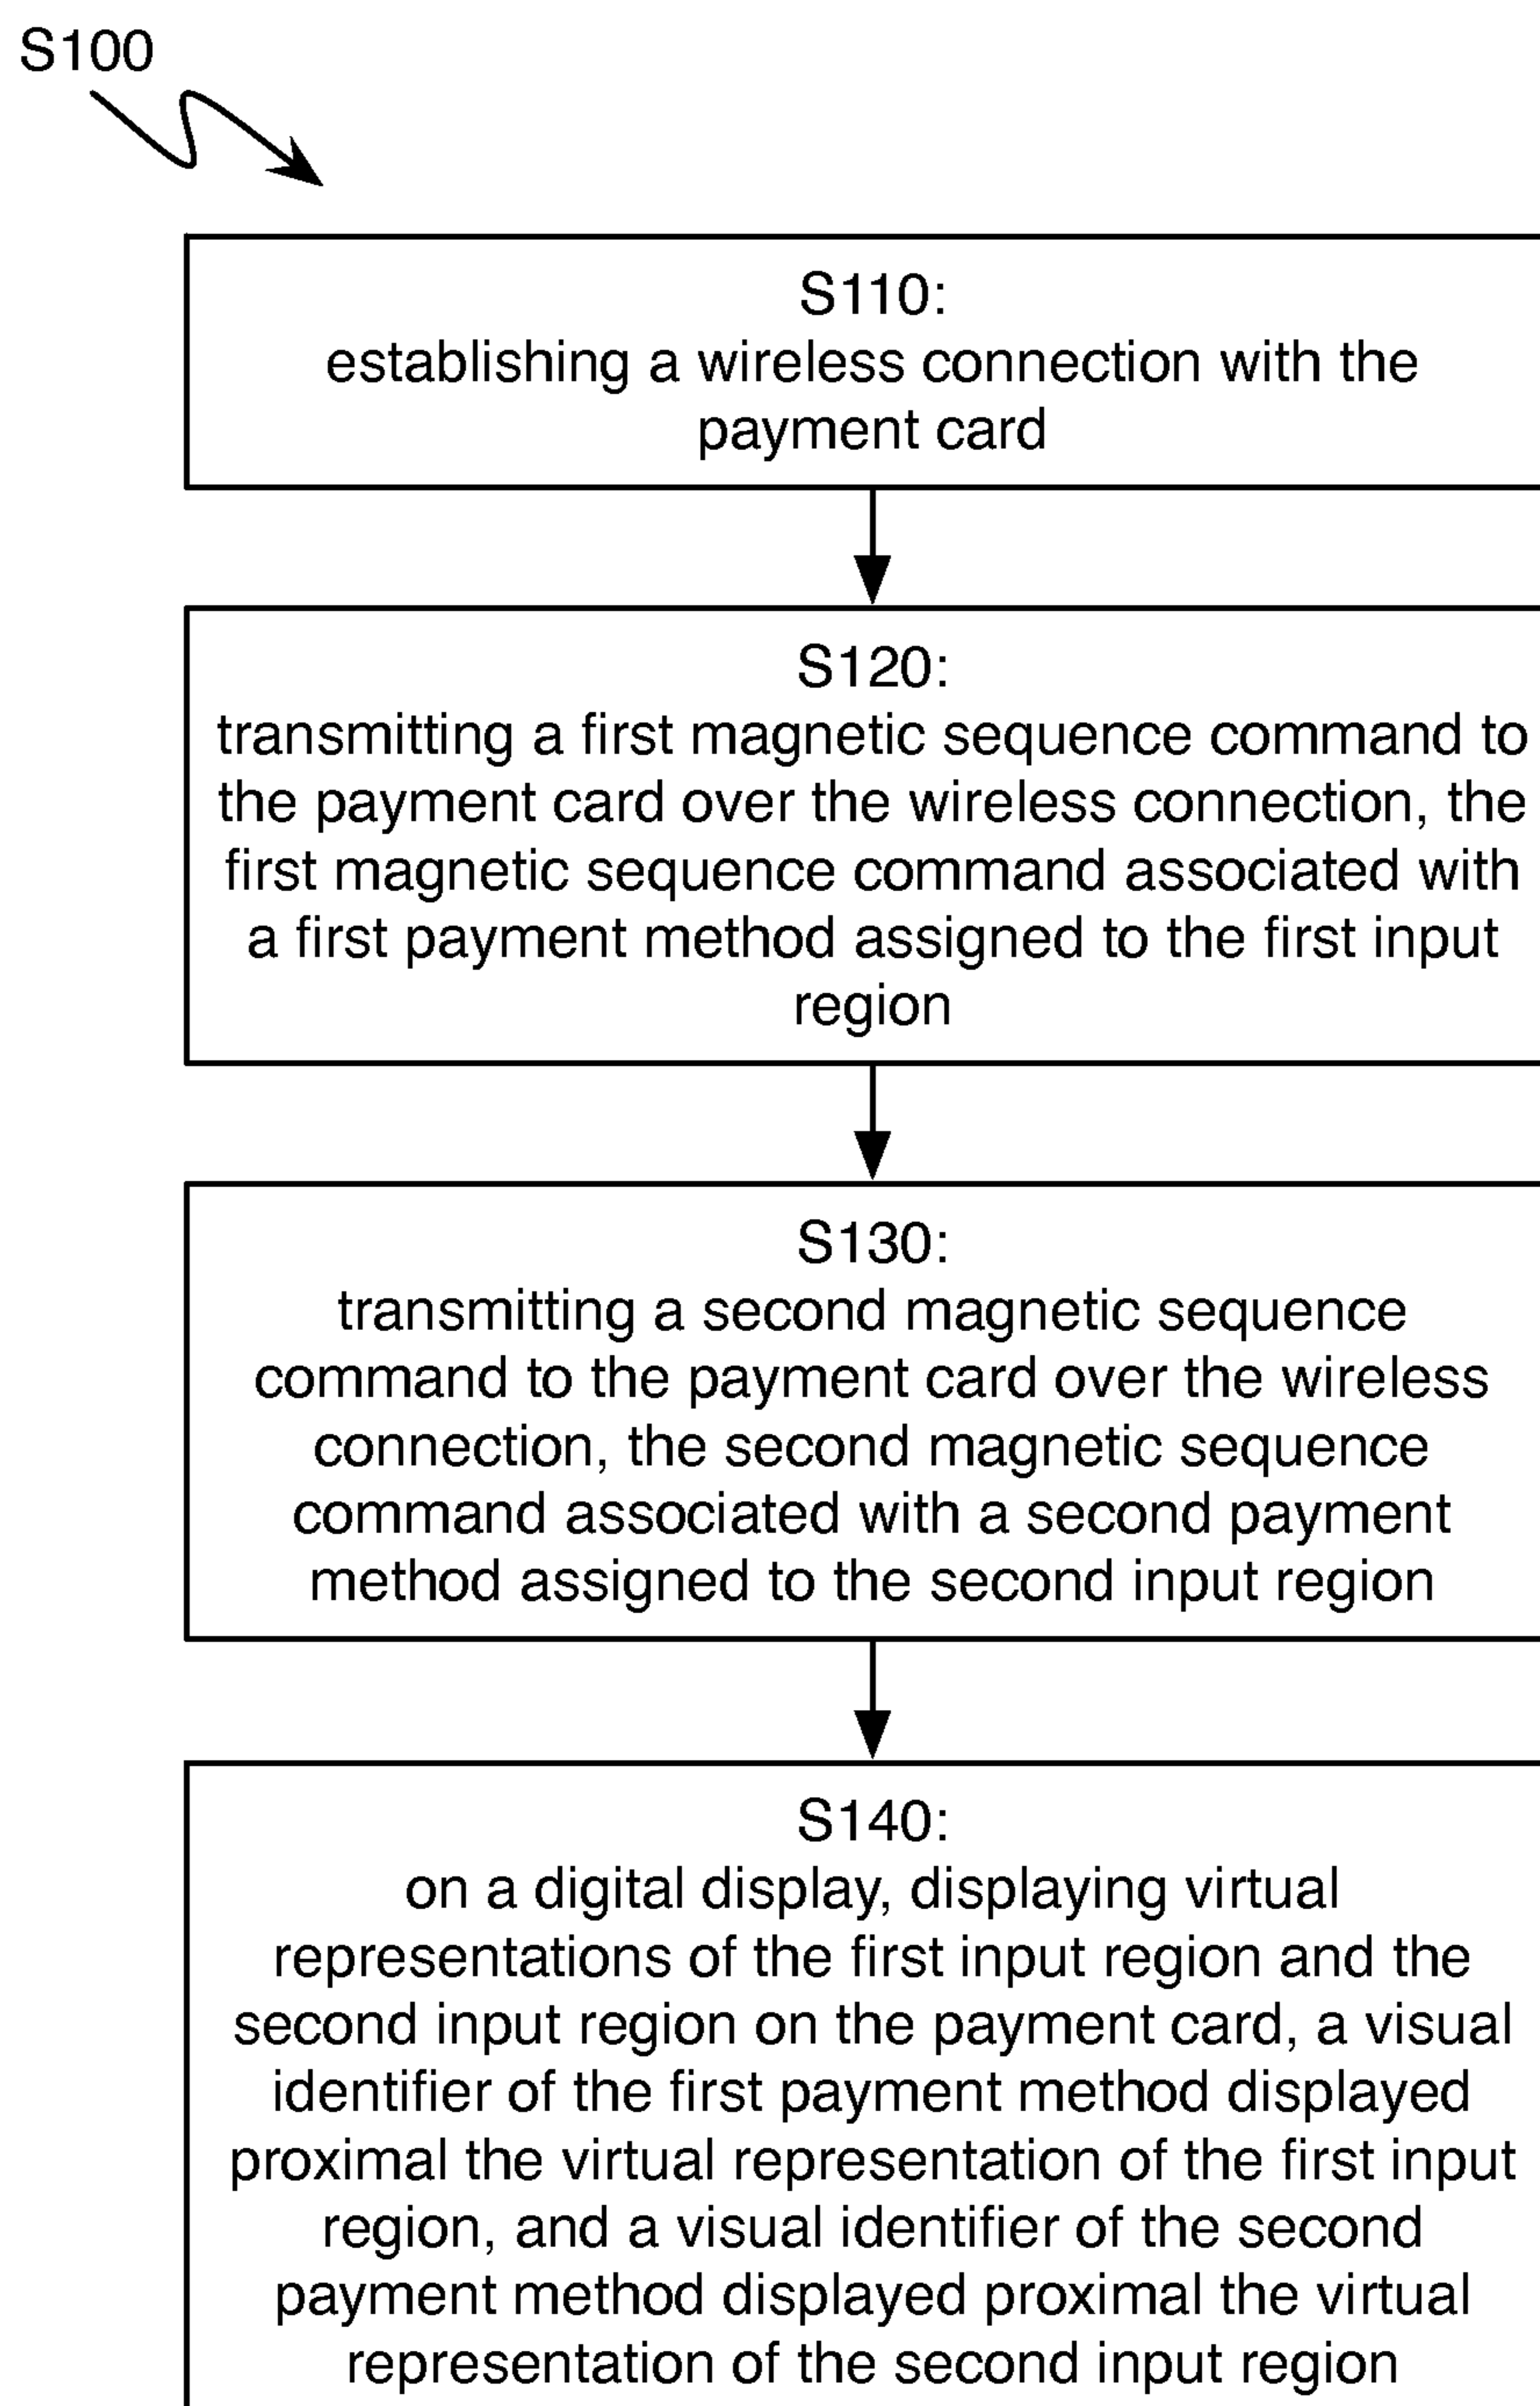 S100
S110:
establishing a wireless connection with the
payment card
S120:
transmitting a first magnetic sequence command to
the payment card over the wireless connection, the
first magnetic sequence command associated with
a first payment method assigned to the first input
region
S130:
transmitting a second magnetic sequence
command to the payment card over the wireless
connection, the second magnetic sequence
command associated with a second payment
method assigned to the second input region
S140:
on a digital display, displaying virtual
representations of the first input region and the
second input region on the payment card, a visual
identifier of the first payment method displayed
proximal the virtual representation of the first input
region, and a visual identifier of the second
payment method displayed proximal the virtual
representation of the second input region